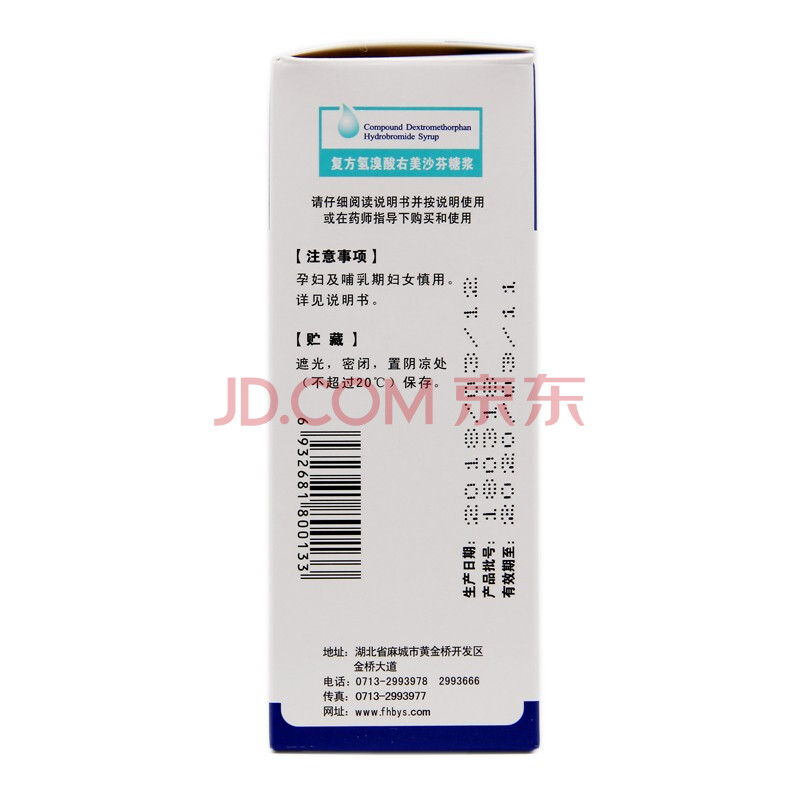 Compound Dextromethorphan
Hydrobromide Syrup
复方氢溴酸右美沙芬糖浆
请仔细阅读说明书并按说明使用
或在药师指导下购买和使用
【注意事项】
孕妇及哺乳期妇女慎用。
详见说明书。
【贮 藏】
遮光，密闭，置阴凉处
（不超过20℃）保存。
JD.COM 京东
6 932681 800133
生产日期: 2018/03/12
产品批号:
有效期至: 2020/03/11
地址: 湖北省麻城市黄金桥开发区
金桥大道
电话: 0713-2993978 2993666
传真: 0713-2993977
网址: www.fhbys.com